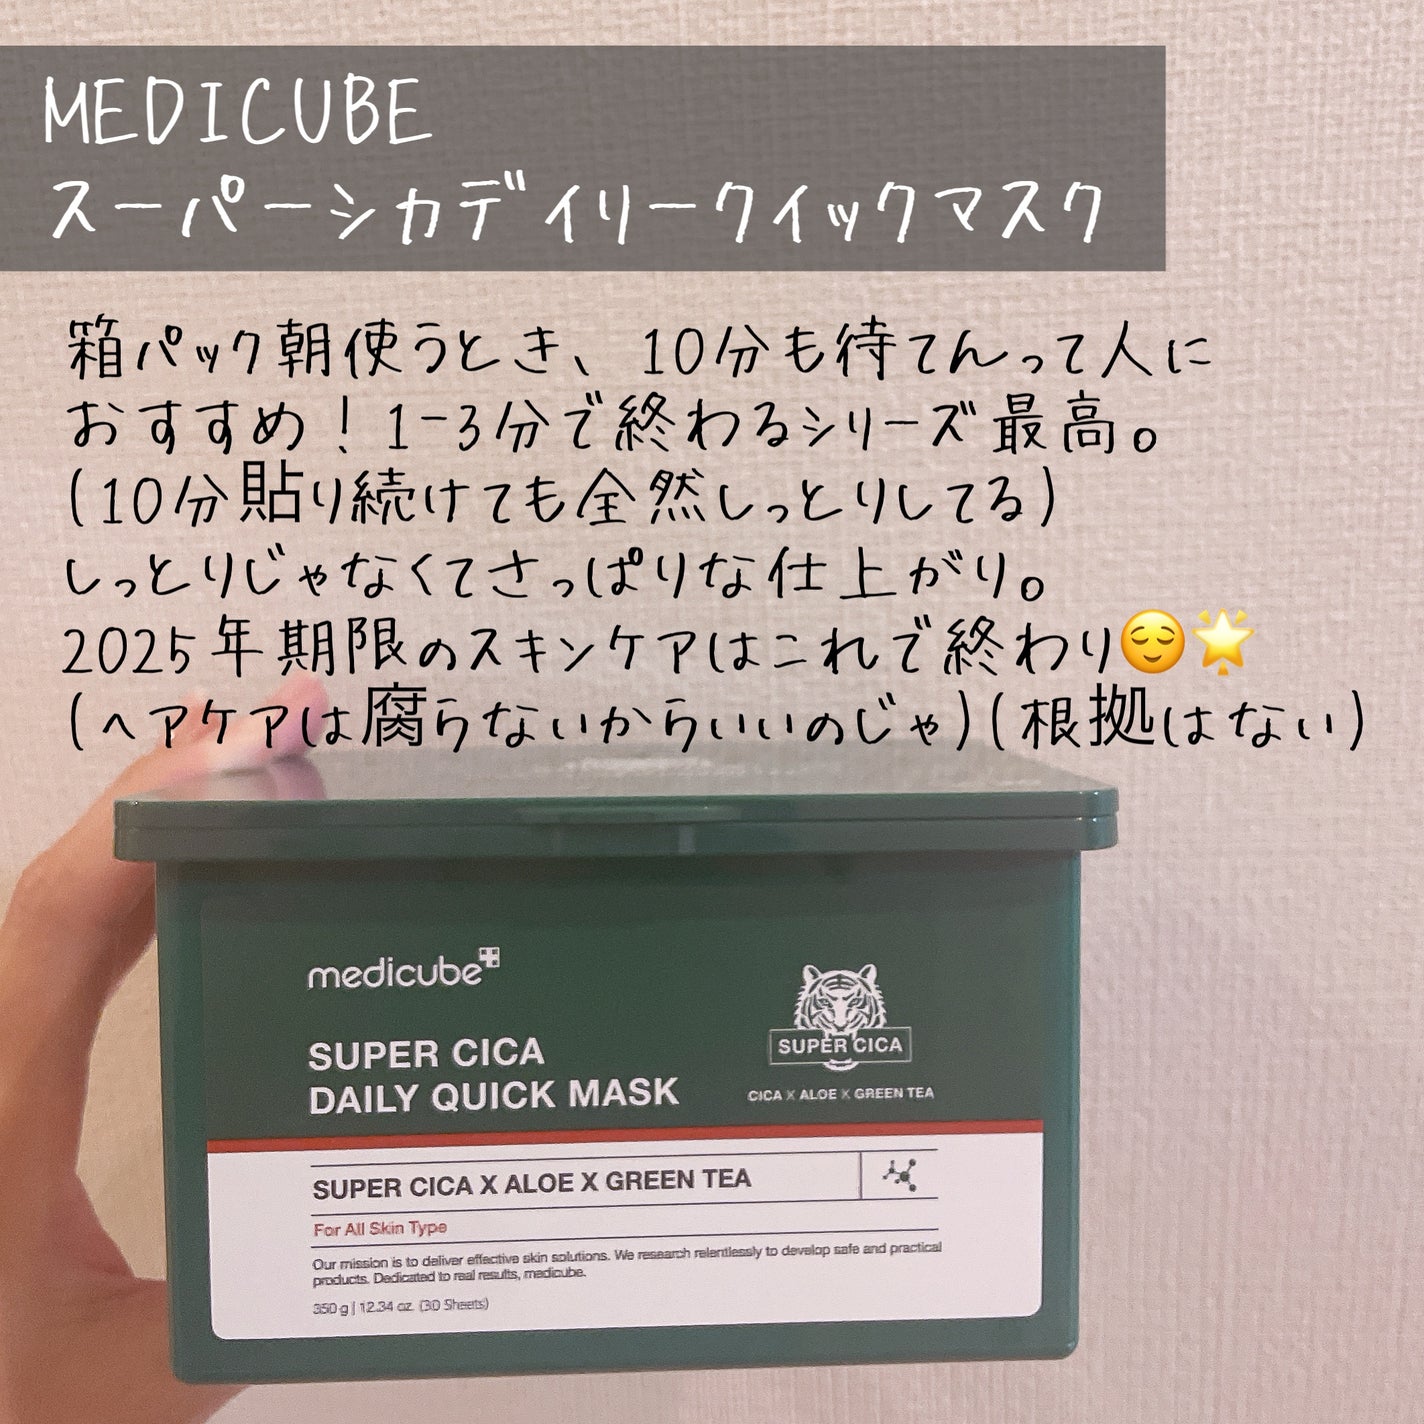 MEDICUBE
スーパーシカデイリークイックマスク
箱パック朝使うとき、10分も待てんって人に
おすすめ！1-3分で終わるシリーズ最高。
(10分貼り続けても全然しっとりしてる)
しっとりじゃなくてさっぱりな仕上がり。
2025年期限のスキンケアはこれで終わり😌🌟
(ヘアケアは腐らないからいいのじゃ)(根拠はない)
medicube
SUPER CICA
DAILY QUICK MASK
SUPER CICA
CICA X ALOE X GREEN TEA
SUPER CICA X ALOE X GREEN TEA
For All Skin Type
Our mission is to deliver effective skin solutions. We research relentlessly to develop safe and practical
products. Dedicated to real results, medicube.
350 g | 12.34 oz. (30 Sheets)